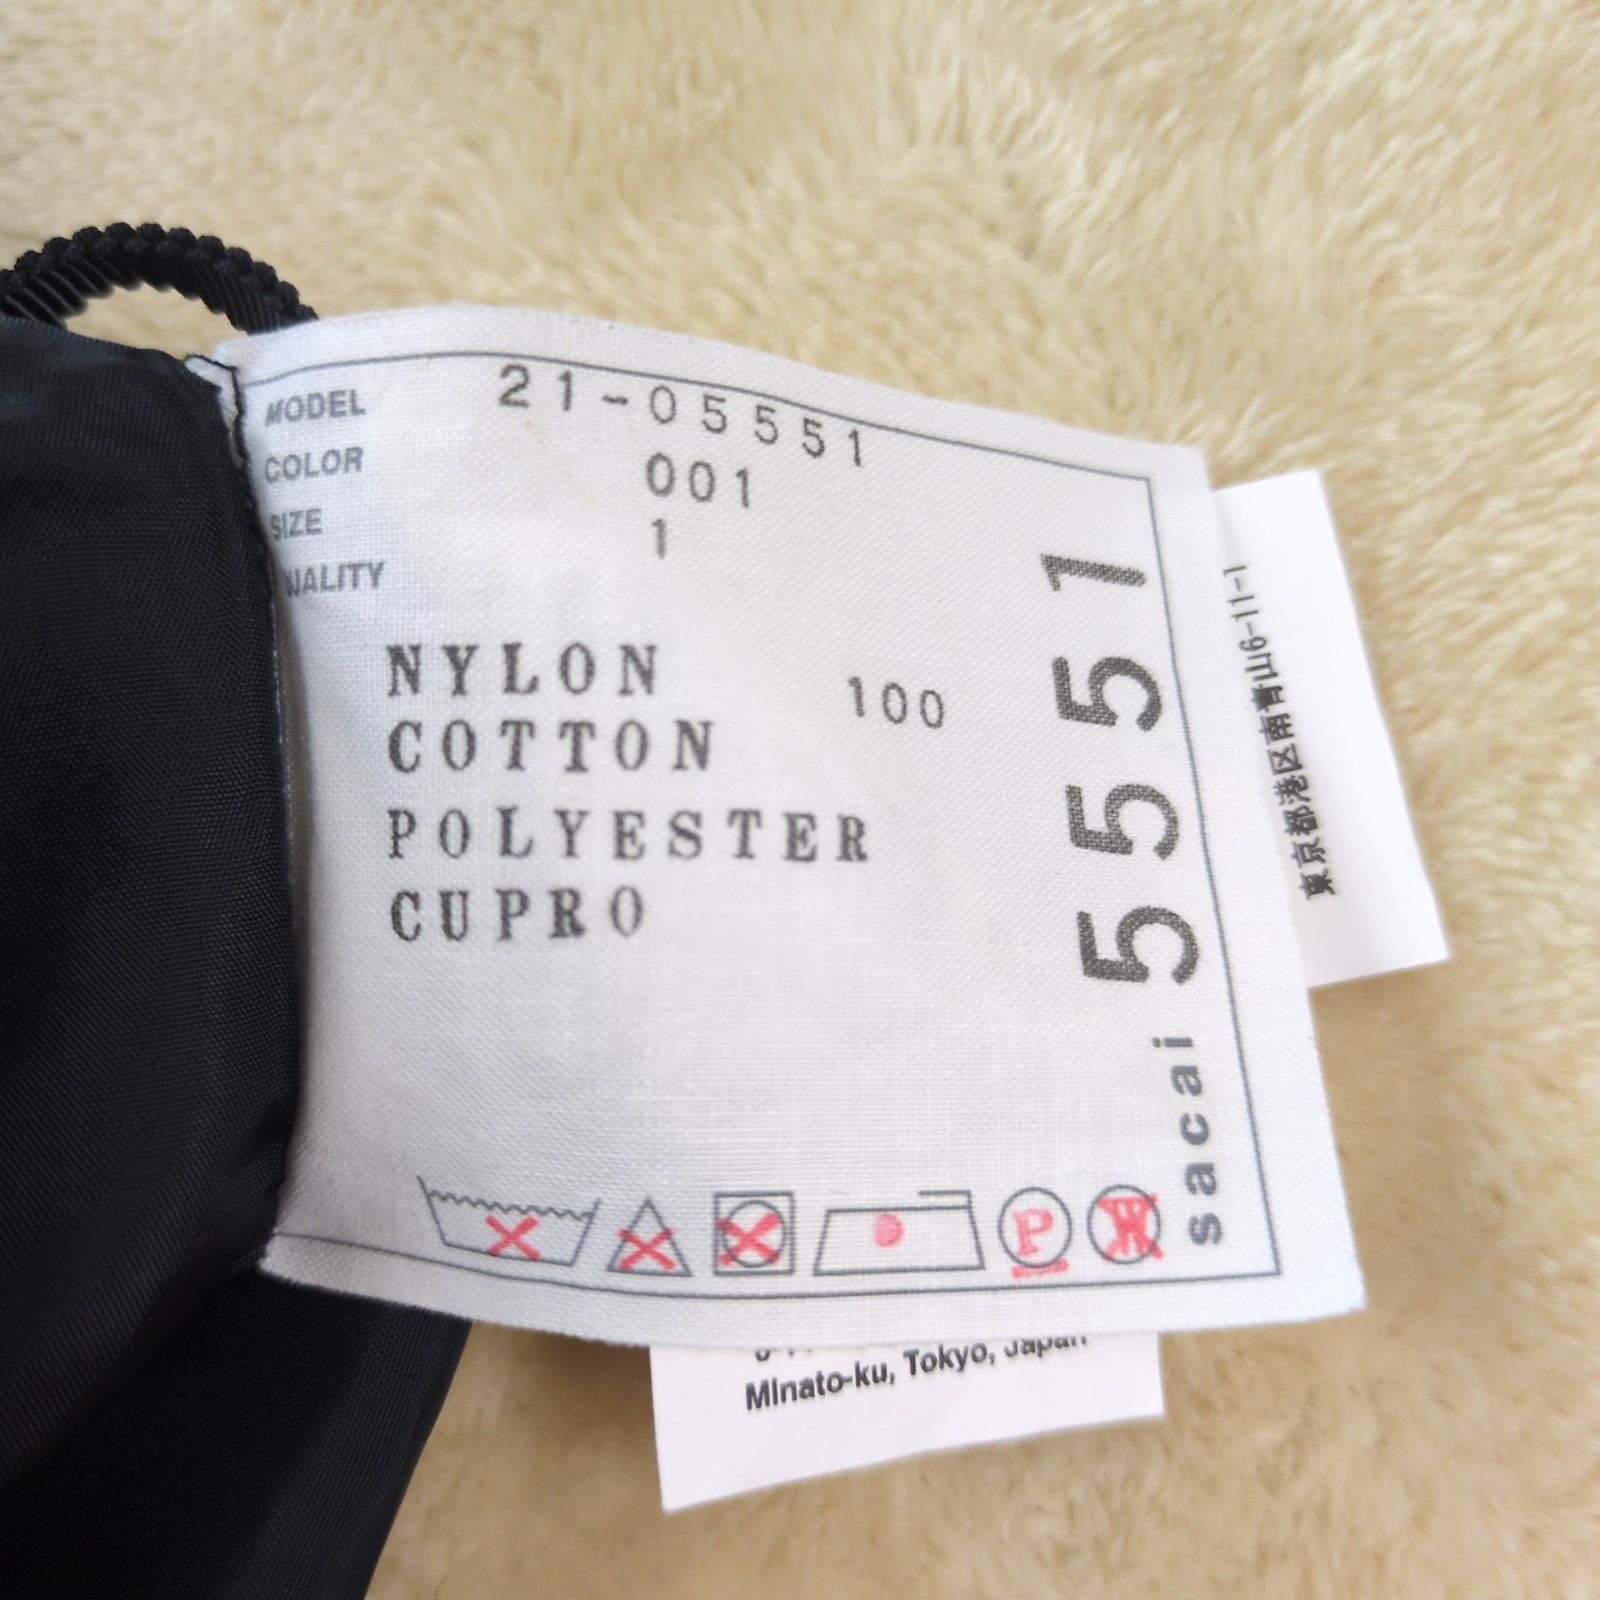 MODEL 21-05551
COLOR 001
SIZE 1
NYLON 100
COTTON
POLYESTER
CUPRO
5551
sacai
P
W
東京都港区南青山6-11-1
Minato-ku, Tokyo, Japan